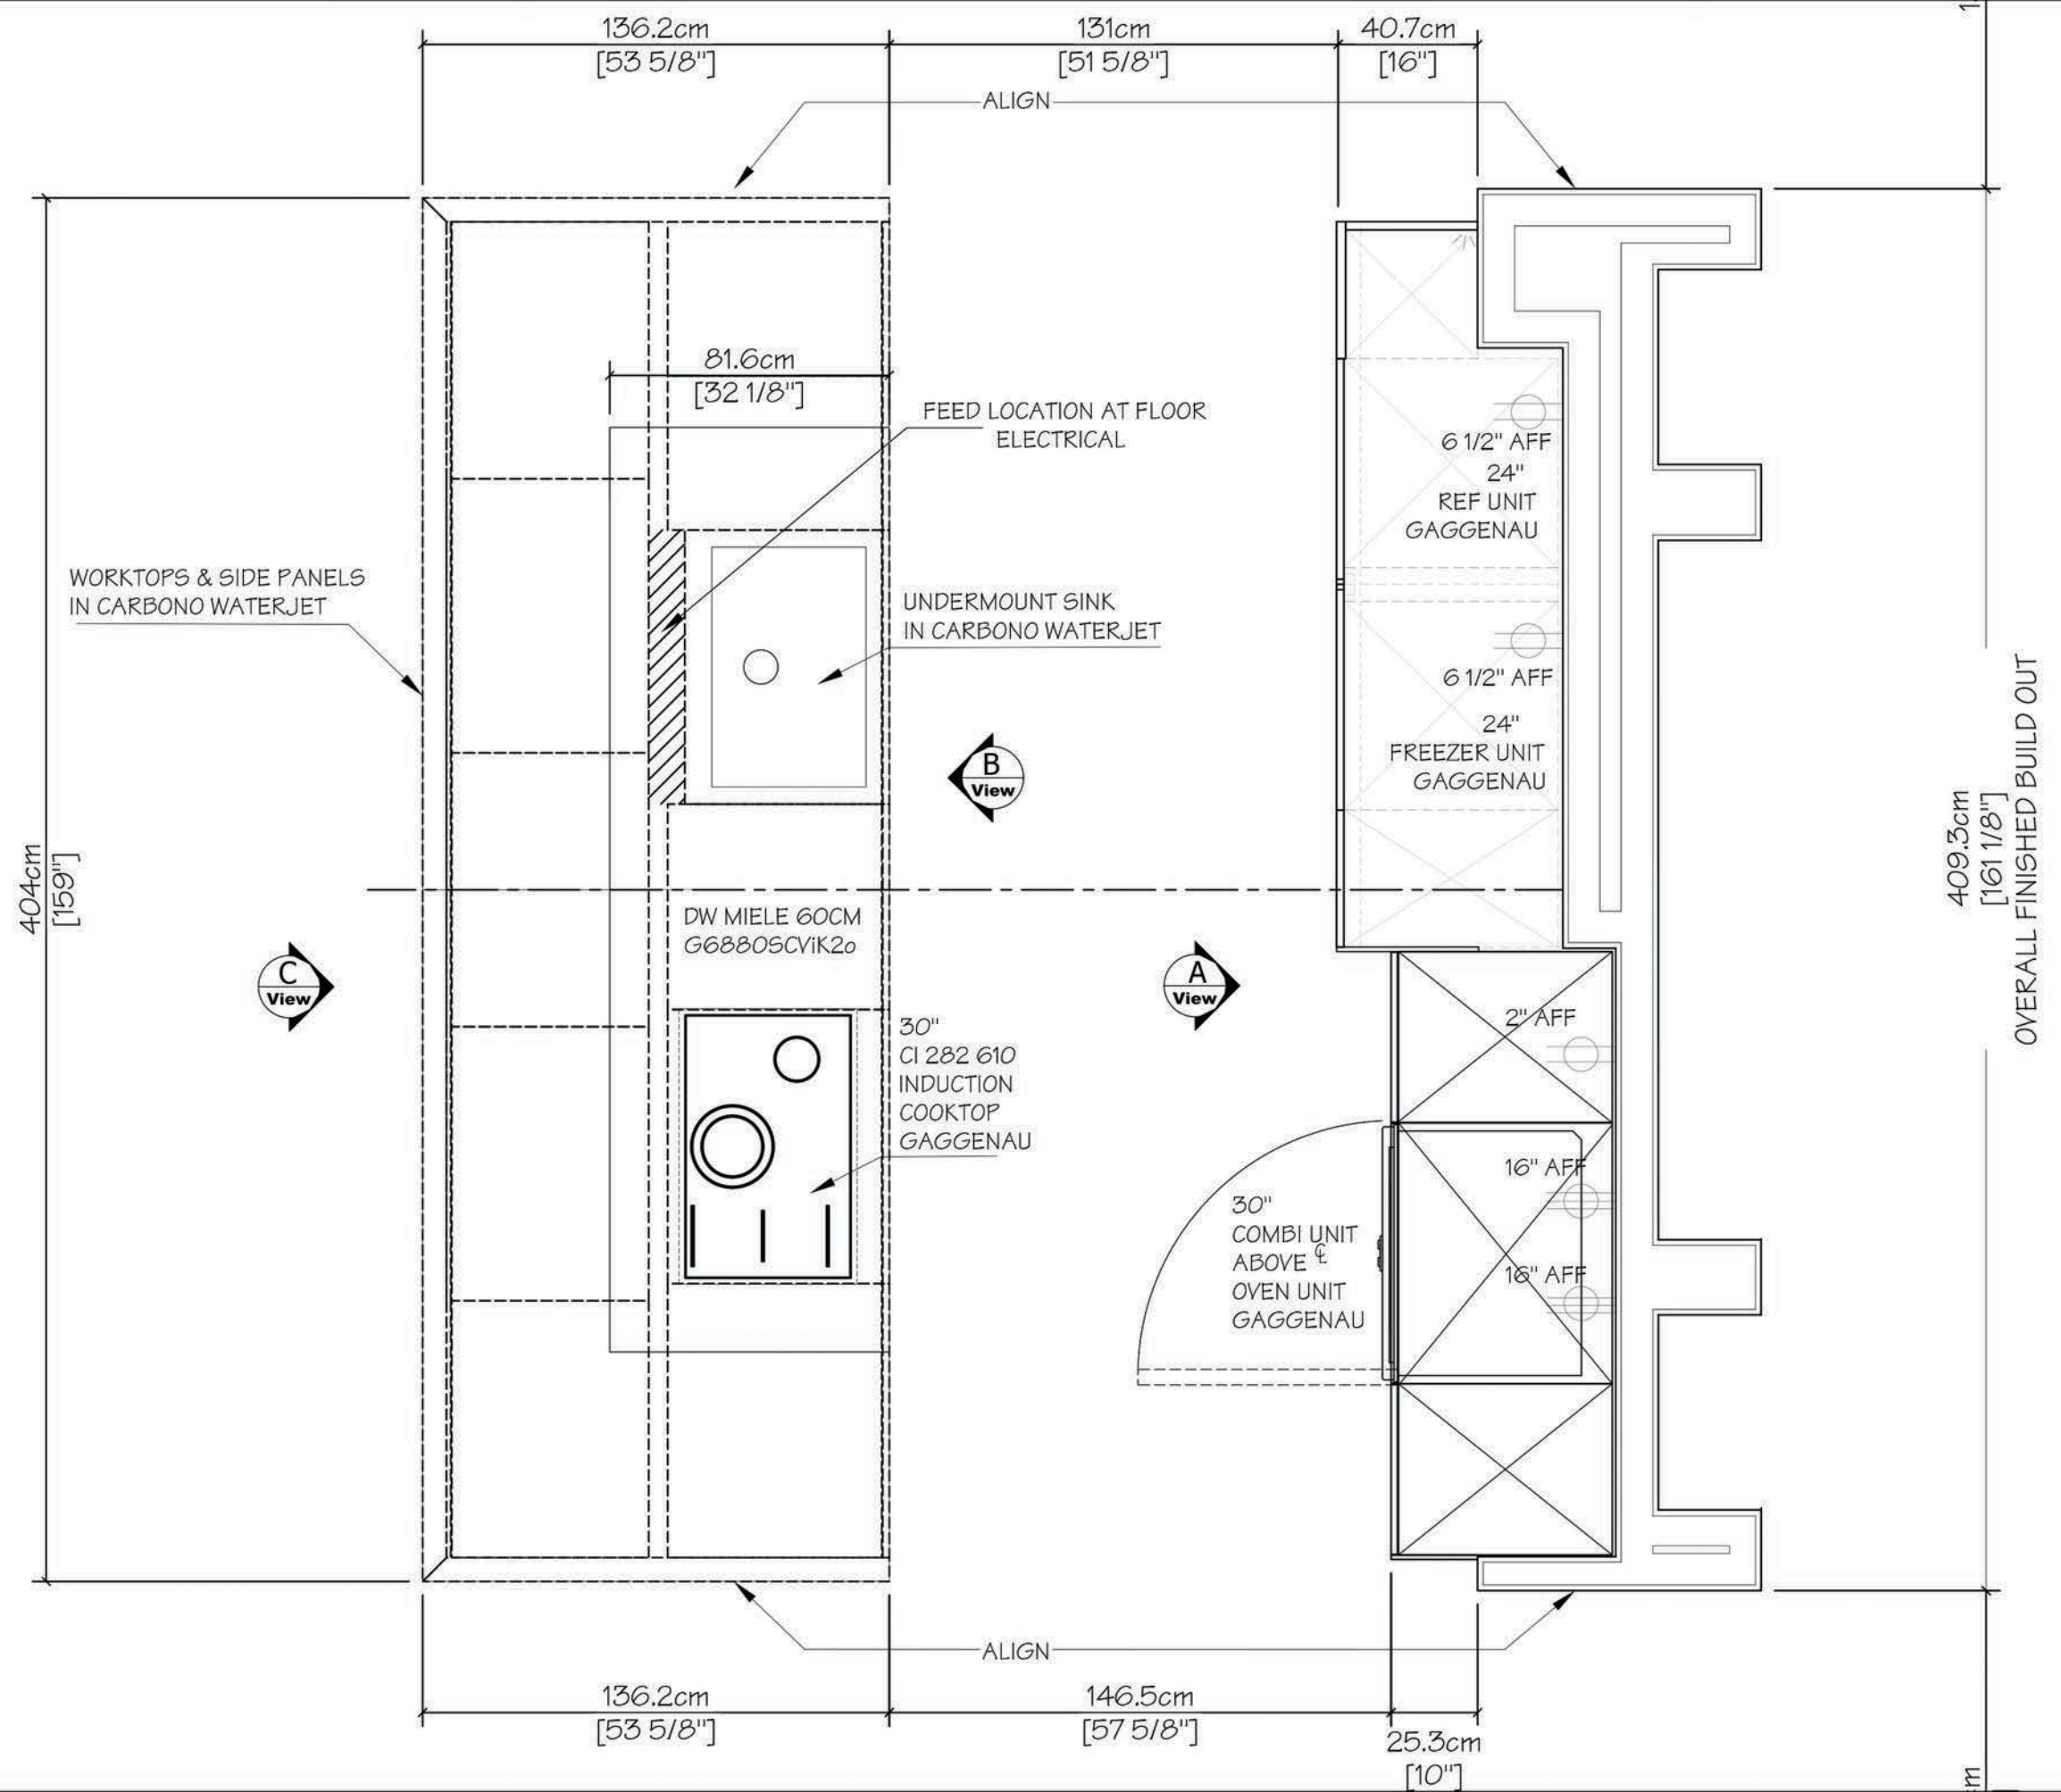 136.2cm
[53 5/8"]
131cm
[51 5/8"]
40.7cm
[16"]
ALIGN
81.6cm
[32 1/8"]
FEED LOCATION AT FLOOR
ELECTRICAL
6 1/2" AFF
24"
REF UNIT
GAGGENAU
WORKTOPS & SIDE PANELS
IN CARBONO WATERJET
UNDERMOUNT SINK
IN CARBONO WATERJET
6 1/2" AFF
24"
FREEZER UNIT
GAGGENAU
B
View
404cm
[159"]
409.3cm
[161 1/8"]
OVERALL FINISHED BUILD OUT
DW MIELE 60CM
G6880SCViK2o
C
View
A
View
2" AFF
30"
CI 282 610
INDUCTION
COOKTOP
GAGGENAU
16" AFF
30"
COMBI UNIT
ABOVE ℄
OVEN UNIT
GAGGENAU
16" AFF
ALIGN
136.2cm
[53 5/8"]
146.5cm
[57 5/8"]
25.3cm
[10"]